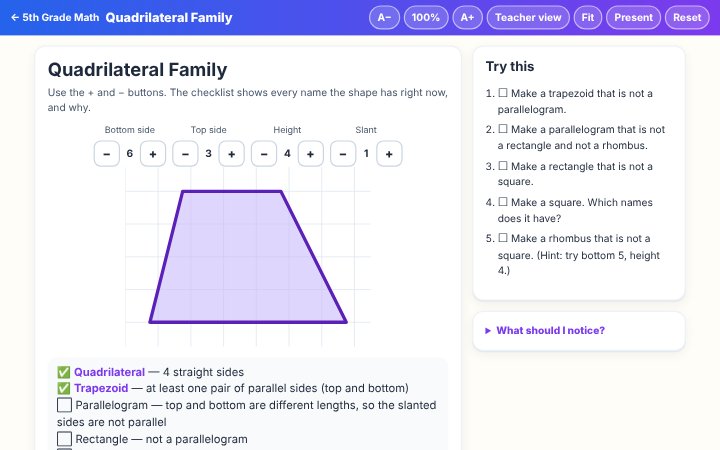 ← 5th Grade Math Quadrilateral Family A− 100% A+ Teacher view Fit Present Reset
Quadrilateral Family
Use the + and − buttons. The checklist shows every name the shape has right now,
and why.
Bottom side Top side Height Slant
− 6 + − 3 + − 4 + − 1 +
✅ Quadrilateral — 4 straight sides
✅ Trapezoid — at least one pair of parallel sides (top and bottom)
⬜ Parallelogram — top and bottom are different lengths, so the slanted
sides are not parallel
⬜ Rectangle — not a parallelogram
Try this
1. ☐ Make a trapezoid that is not a
parallelogram.
2. ☐ Make a parallelogram that is not
a rectangle and not a rhombus.
3. ☐ Make a rectangle that is not a
square.
4. ☐ Make a square. Which names
does it have?
5. ☐ Make a rhombus that is not a
square. (Hint: try bottom 5, height
4.)
▶ What should I notice?